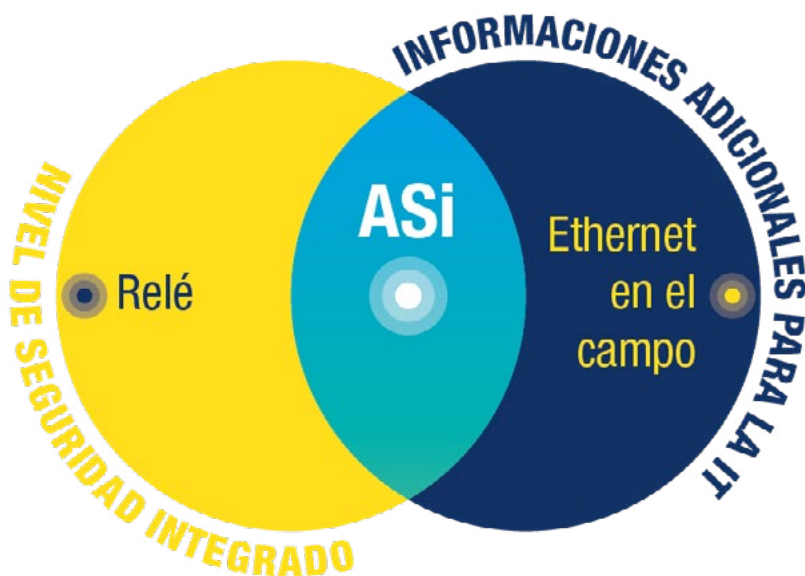 INFORMACIONES ADICIONALES PARA LA IT
NIVEL DE SEGURIDAD INTEGRADO
ASi
Relé
Ethernet
en el
campo